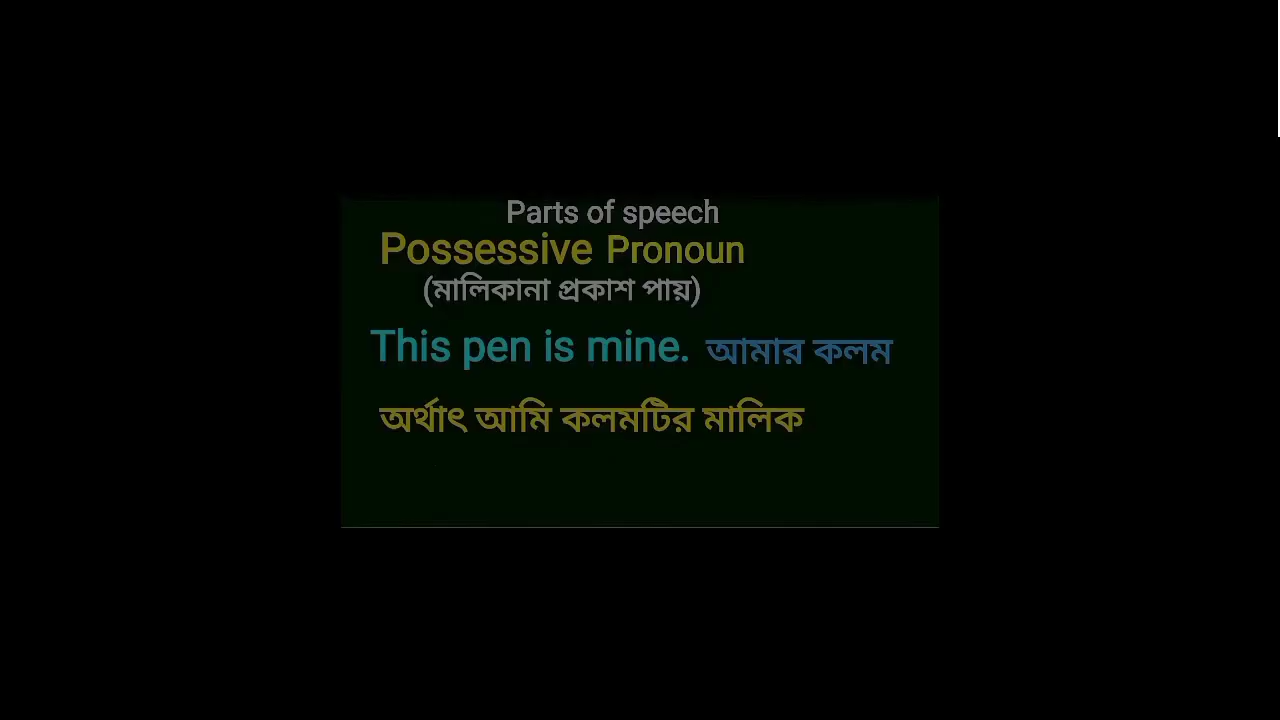 Parts of speech
Possessive Pronoun
(মালিকানা প্রকাশ পায়)
This pen is mine. আমার কলম
অর্থাৎ আমি কলমটির মালিক